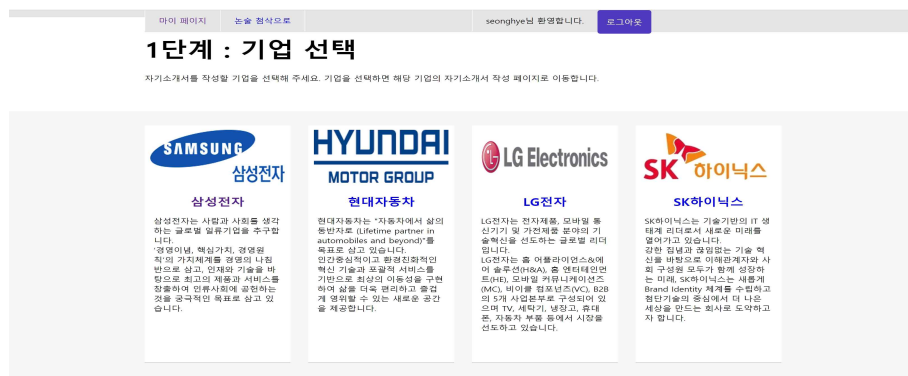 마이 페이지
논술 첨삭으로
seonghye님 환영합니다.
로그아웃
1단계 : 기업 선택
자기소개서를 작성할 기업을 선택해 주세요. 기업을 선택하면 해당 기업의 자기소개서 작성 페이지로 이동합니다.
SAMSUNG
삼성전자
삼성전자
삼성전자는 사람과 사회를 생각
하는 글로벌 일류기업을 추구합
니다.
'경영이념, 핵심가치, 경영원
칙'의 가치체계를 경영의 나침
반으로 삼고, 인재와 기술을 바
탕으로 최고의 제품과 서비스를
창출하여 인류사회에 공헌하는
것을 궁극적인 목표로 삼고 있
습니다.
HYUNDAI
MOTOR GROUP
현대자동차
현대자동차는 "자동차에서 삶의
동반자로 (Lifetime partner in
automobiles and beyond)"를
목표로 삼고 있습니다.
인간중심적이고 환경친화적인
혁신 기술과 포괄적 서비스를
기반으로 최상의 이동성을 구현
하여 삶을 더욱 편리하고 즐겁
게 영위할 수 있는 새로운 공간
을 제공합니다.
LG Electronics
LG전자
LG전자는 전자제품, 모바일 통
신기기 및 가전제품 분야의 기
술혁신을 선도하는 글로벌 리더
입니다.
LG전자는 홈 어플라이언스&에
어 솔루션(H&A), 홈 엔터테인먼
트(HE), 모바일 커뮤니케이션즈
(MC), 비이클 컴포넌츠(VC), B2B
의 5개 사업본부로 구성되어 있
으며 TV, 세탁기, 냉장고, 휴대
폰, 자동차 부품 등에서 시장을
선도하고 있습니다.
SK 하이닉스
SK하이닉스
SK하이닉스는 기술기반의 IT 생
태계 리더로서 새로운 미래를
열어가고 있습니다.
강한 집념과 끊임없는 기술 혁
신을 바탕으로 이해관계자와 사
회 구성원 모두가 함께 성장하
는 미래, SK하이닉스는 새롭게
Brand Identity 체계를 수립하고
첨단기술의 중심에서 더 나은
세상을 만드는 회사로 도약하고
자 합니다.